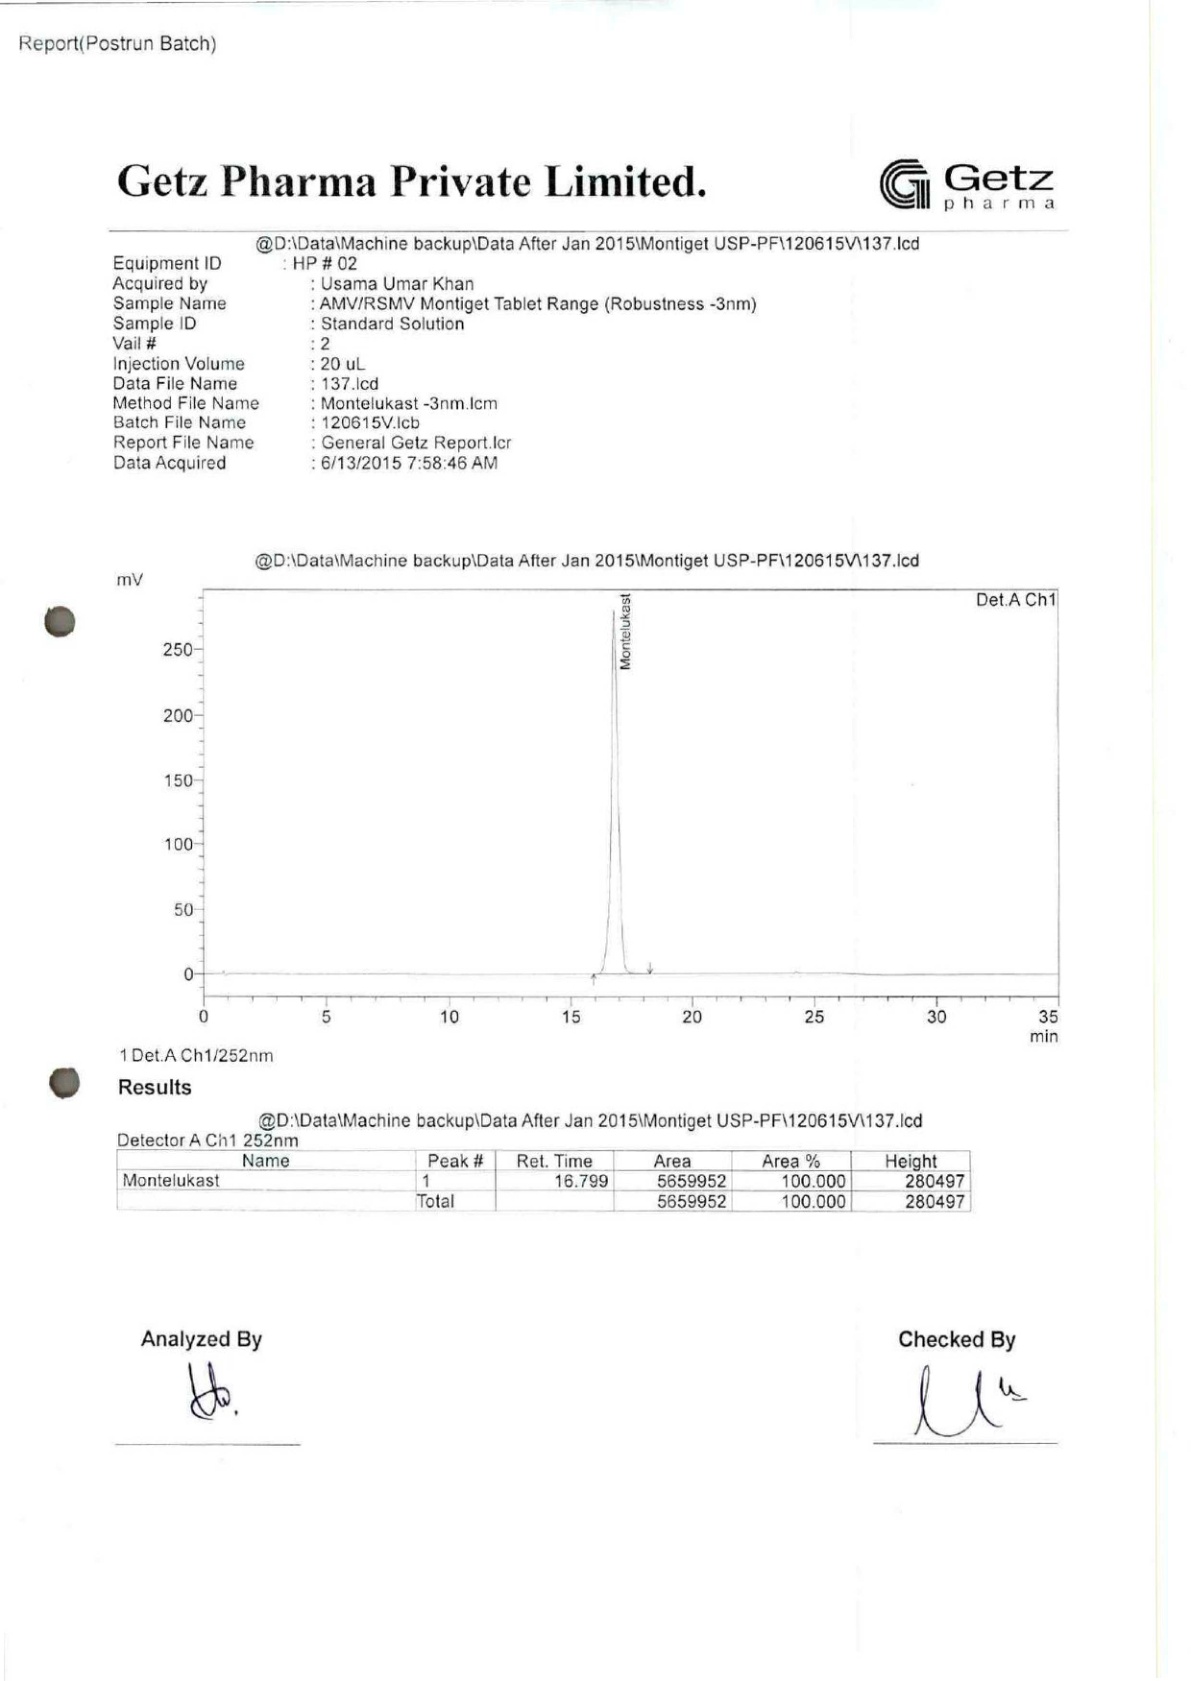 Report(Postrun Batch)
Getz Pharma Private Limited.
Getz
pharma
@D:\Data\Machine backup\Data After Jan 2015\Montiget USP-PF\120615V\137.lcd
Equipment ID : HP # 02
Acquired by : Usama Umar Khan
Sample Name : AMV/RSMV Montiget Tablet Range (Robustness -3nm)
Sample ID : Standard Solution
Vail # : 2
Injection Volume : 20 uL
Data File Name : 137.lcd
Method File Name : Montelukast -3nm.lcm
Batch File Name : 120615V.lcb
Report File Name : General Getz Report.lcr
Data Acquired : 6/13/2015 7:58:46 AM
@D:\Data\Machine backup\Data After Jan 2015\Montiget USP-PF\120615V\137.lcd
mV
Det.A Ch1
Montelukast
250
200
150
100
50
0
0 5 10 15 20 25 30 35
min
1 Det.A Ch1/252nm
Results
@D:\Data\Machine backup\Data After Jan 2015\Montiget USP-PF\120615V\137.lcd
Detector A Ch1 252nm
Name Peak # Ret. Time Area Area % Height
Montelukast 1 16.799 5659952 100.000 280497
Total 5659952 100.000 280497
Analyzed By Checked By